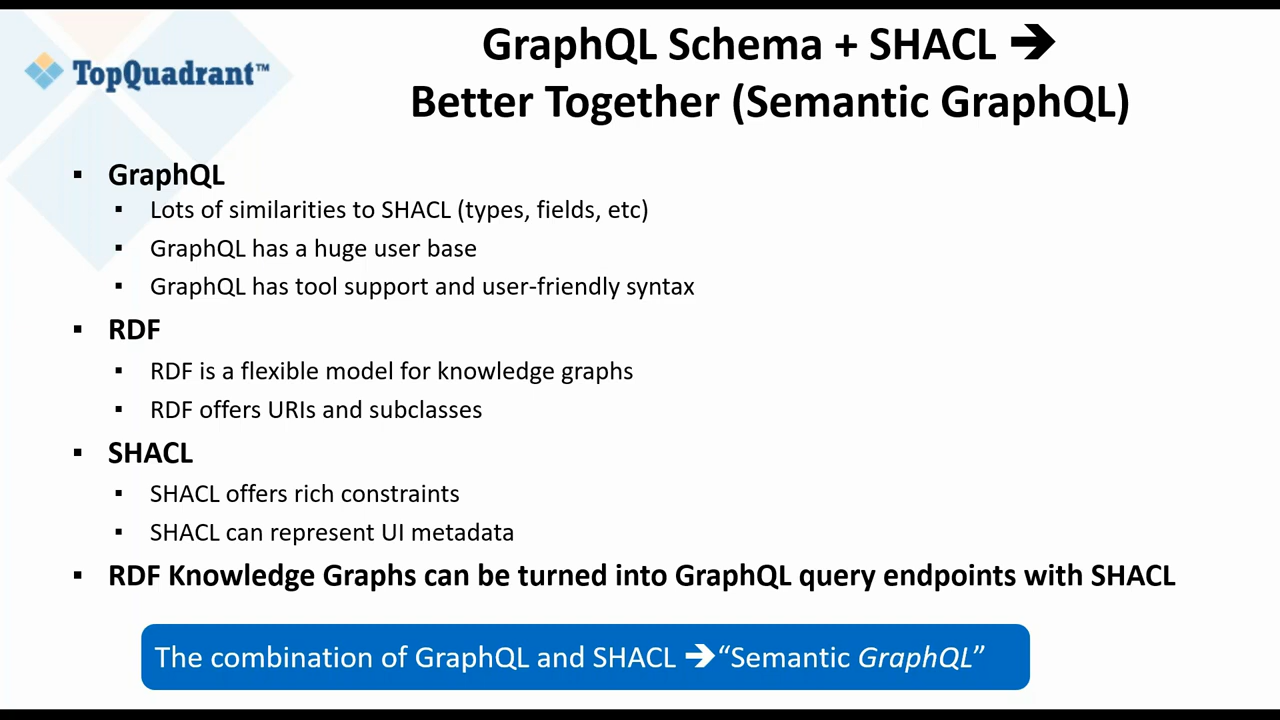 TopQuadrant™
GraphQL Schema + SHACL 🡺
Better Together (Semantic GraphQL)
▪ GraphQL
▪ Lots of similarities to SHACL (types, fields, etc)
▪ GraphQL has a huge user base
▪ GraphQL has tool support and user-friendly syntax
▪ RDF
▪ RDF is a flexible model for knowledge graphs
▪ RDF offers URIs and subclasses
▪ SHACL
▪ SHACL offers rich constraints
▪ SHACL can represent UI metadata
▪ RDF Knowledge Graphs can be turned into GraphQL query endpoints with SHACL
The combination of GraphQL and SHACL 🡺“Semantic GraphQL”